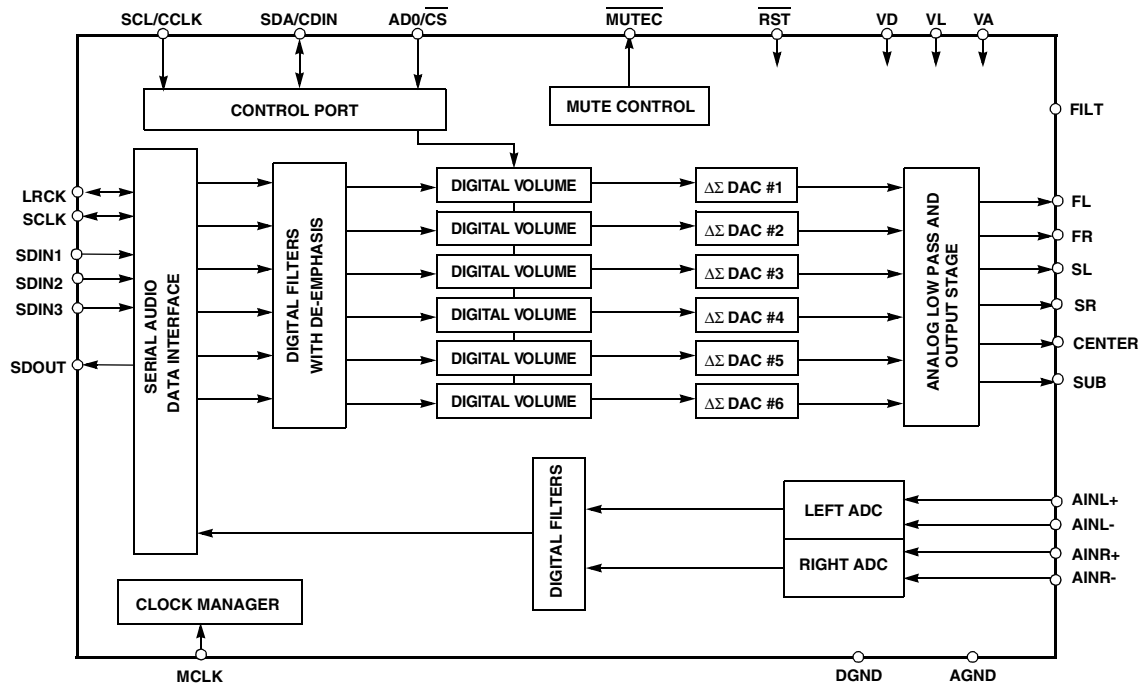 SCL/CCLK
SDA/CDIN
AD0/CS
MUTEC
RST
VD
VL
VA
CONTROL PORT
MUTE CONTROL
FILT
LRCK
SCLK
SDIN1
SDIN2
SDIN3
SDOUT
SERIAL AUDIO
DATA INTERFACE
DIGITAL FILTERS
WITH DE-EMPHASIS
DIGITAL VOLUME
DIGITAL VOLUME
DIGITAL VOLUME
DIGITAL VOLUME
DIGITAL VOLUME
DIGITAL VOLUME
ΔΣ DAC #1
ΔΣ DAC #2
ΔΣ DAC #3
ΔΣ DAC #4
ΔΣ DAC #5
ΔΣ DAC #6
ANALOG LOW PASS AND
OUTPUT STAGE
FL
FR
SL
SR
CENTER
SUB
DIGITAL FILTERS
LEFT ADC
RIGHT ADC
AINL+
AINL-
AINR+
AINR-
CLOCK MANAGER
MCLK
DGND
AGND